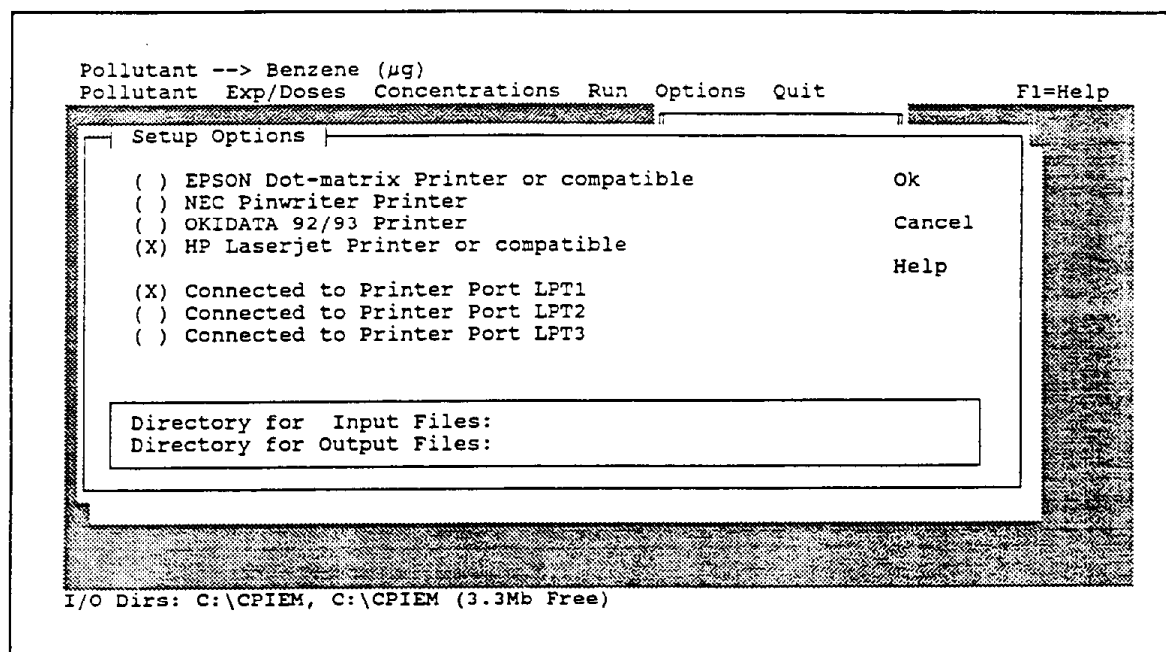 Pollutant --> Benzene (µg)
Pollutant Exp/Doses Concentrations Run Options Quit F1=Help
Setup Options
( ) EPSON Dot-matrix Printer or compatible Ok
( ) NEC Pinwriter Printer
( ) OKIDATA 92/93 Printer Cancel
(X) HP Laserjet Printer or compatible
Help
(X) Connected to Printer Port LPT1
( ) Connected to Printer Port LPT2
( ) Connected to Printer Port LPT3
Directory for Input Files:
Directory for Output Files:
I/O Dirs: C:\CPIEM, C:\CPIEM (3.3Mb Free)